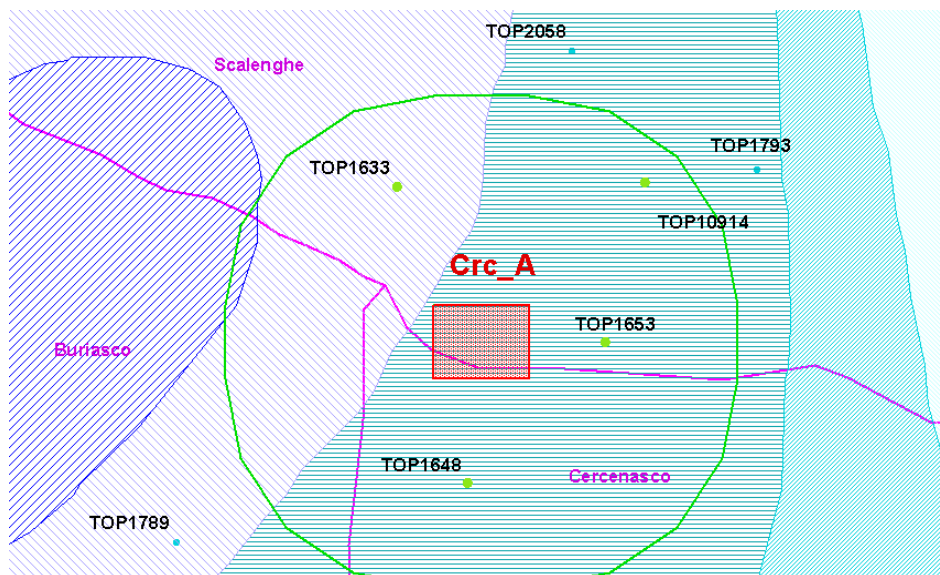 TOP2058
Scalenghe
TOP1793
TOP1633
TOP10914
Crc_A
TOP1653
Buriasco
TOP1648
Cercenasco
TOP1789